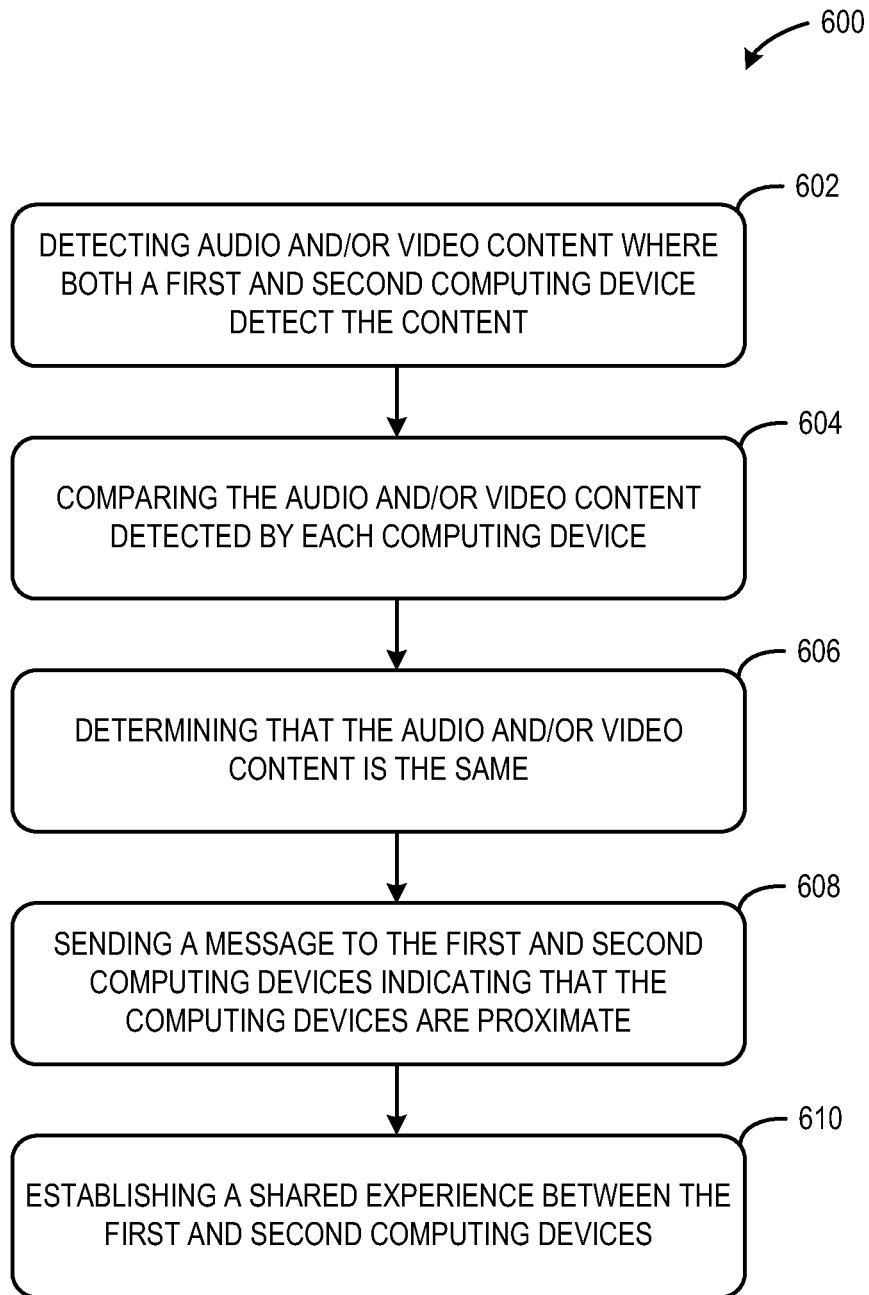 600
602
DETECTING AUDIO AND/OR VIDEO CONTENT WHERE
BOTH A FIRST AND SECOND COMPUTING DEVICE
DETECT THE CONTENT
604
COMPARING THE AUDIO AND/OR VIDEO CONTENT
DETECTED BY EACH COMPUTING DEVICE
606
DETERMINING THAT THE AUDIO AND/OR VIDEO
CONTENT IS THE SAME
608
SENDING A MESSAGE TO THE FIRST AND SECOND
COMPUTING DEVICES INDICATING THAT THE
COMPUTING DEVICES ARE PROXIMATE
610
ESTABLISHING A SHARED EXPERIENCE BETWEEN THE
FIRST AND SECOND COMPUTING DEVICES